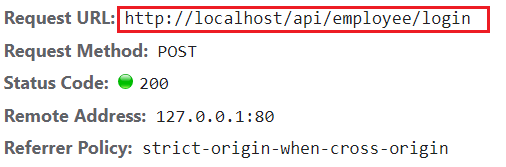 Request URL: http://localhost/api/employee/login
Request Method: POST
Status Code: 200
Remote Address: 127.0.0.1:80
Referrer Policy: strict-origin-when-cross-origin